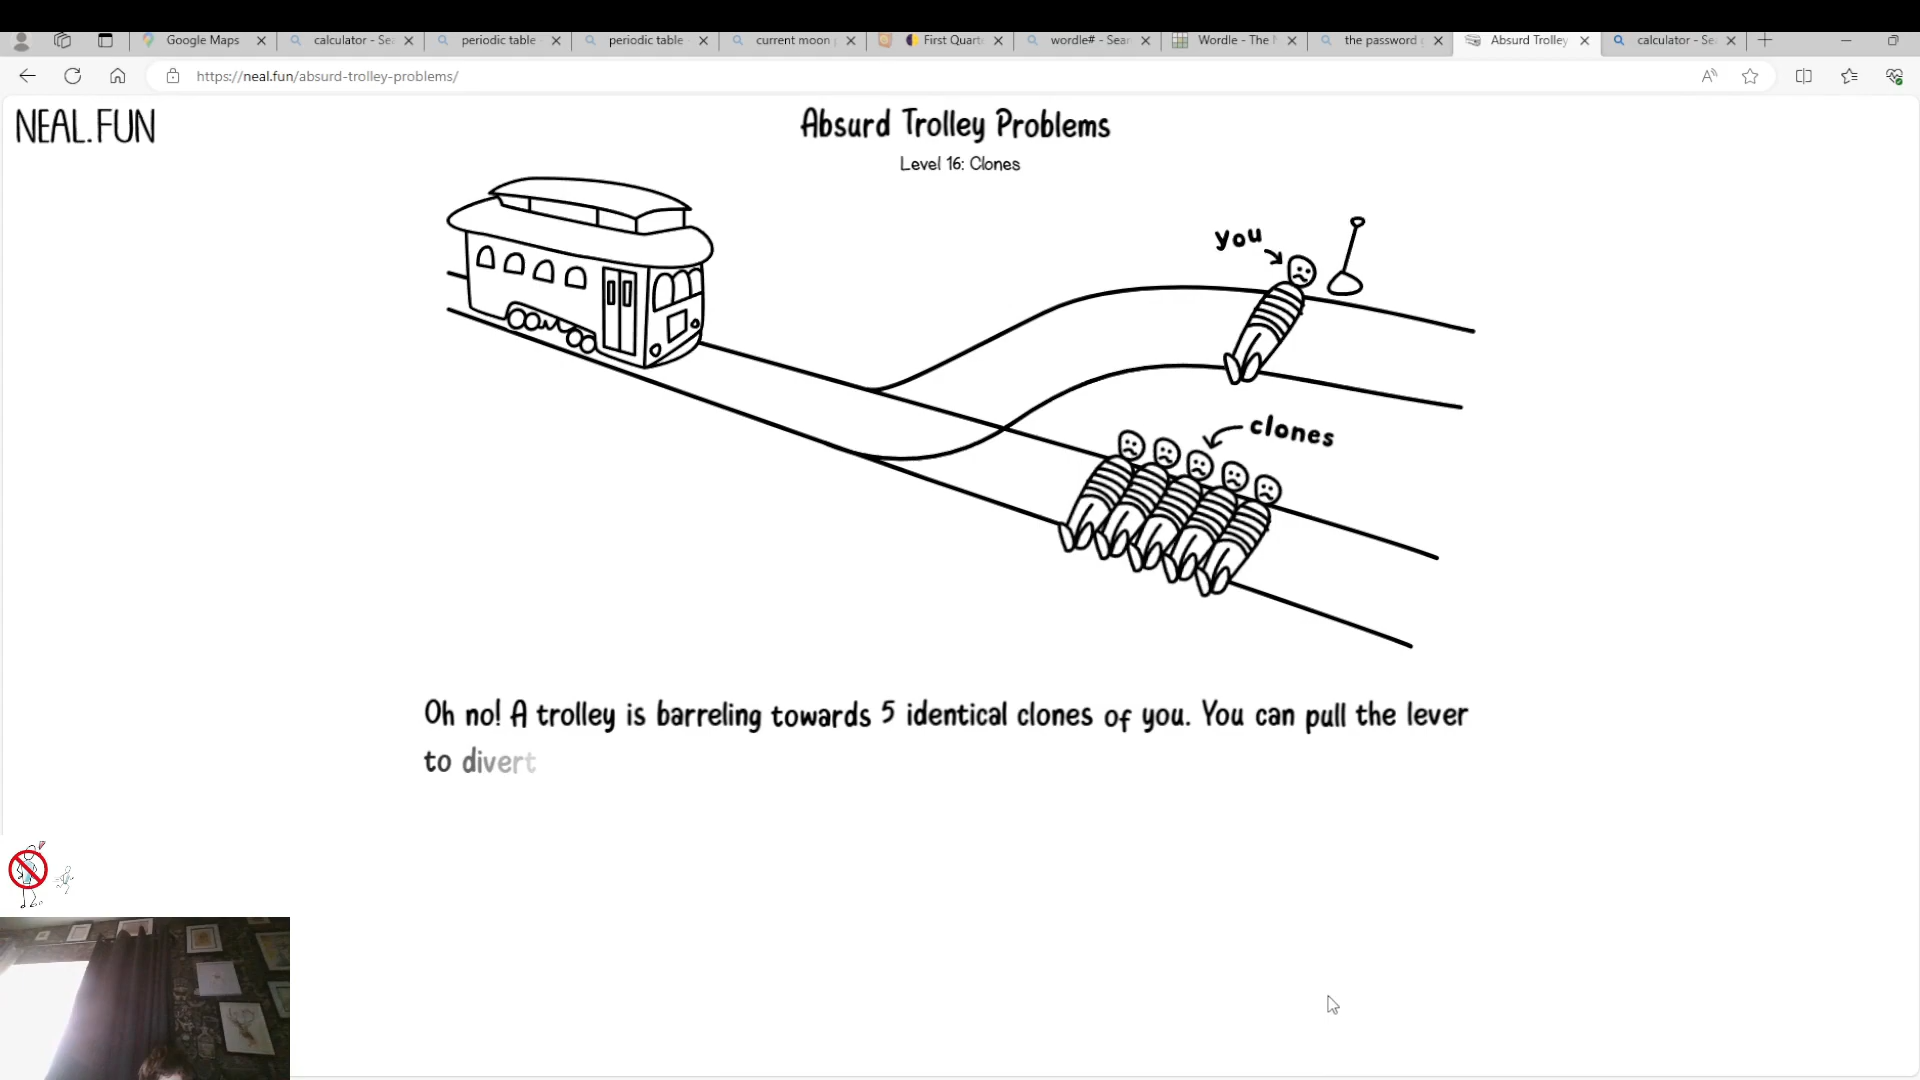 Google Maps
calculator - Se
periodic table
periodic table
current moon
First Quart
wordle# - Sear
Wordle - The
the password
Absurd Trolley
calculator - Se
https://neal.fun/absurd-trolley-problems/
NEAL.FUN
Absurd Trolley Problems
Level 16: Clones
you
clones
Oh no! A trolley is barreling towards 5 identical clones of you. You can pull the lever
to divert